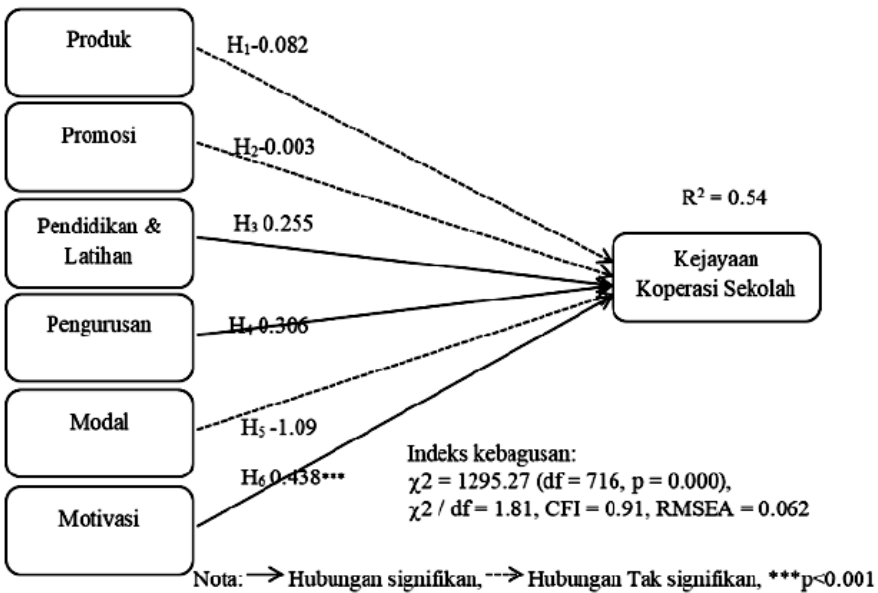 Produk
H₁-0.082
Promosi
H₂-0.003
R² = 0.54
Pendidikan &
Latihan
H₃ 0.255
Kejayaan
Koperasi Sekolah
Pengurusan
H₄ 0.306
Modal
H₅ -1.09
Indeks kebagusan:
χ2 = 1295.27 (df = 716, p = 0.000),
χ2 / df = 1.81, CFI = 0.91, RMSEA = 0.062
H₆ 0.438***
Motivasi
Nota: → Hubungan signifikan, ---> Hubungan Tak signifikan, ***p<0.001